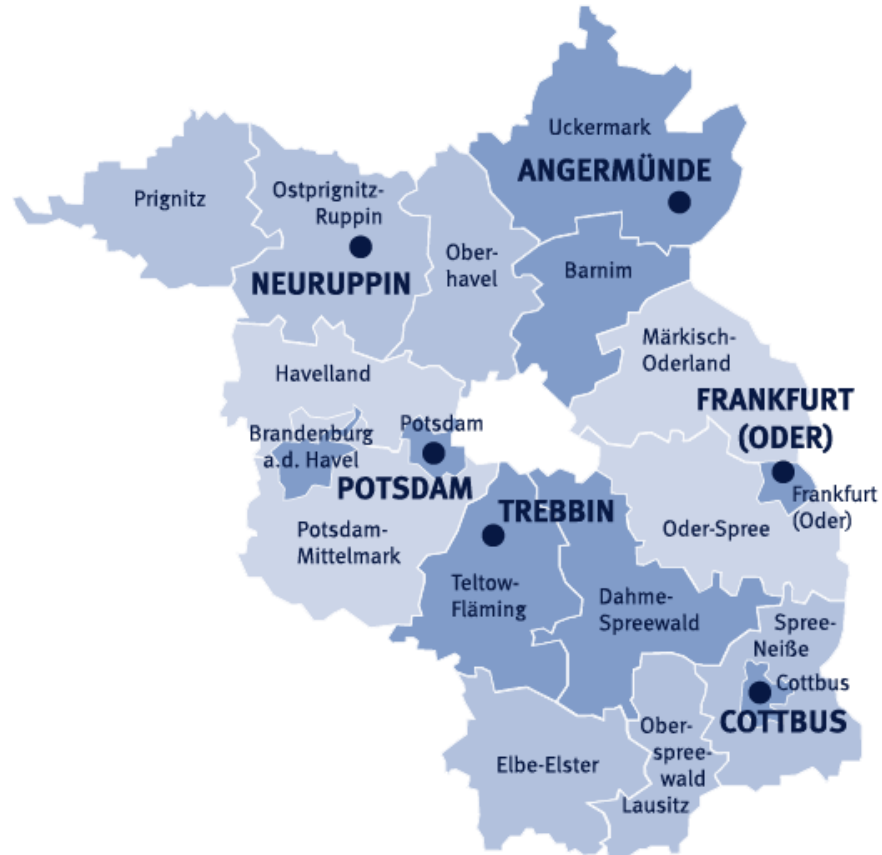 Uckermark
ANGERMÜNDE
Prignitz
Ostprignitz-
Ruppin
NEURUPPIN
Ober-
havel
Barnim
Märkisch-
Oderland
Havelland
FRANKFURT
(ODER)
Brandenburg
a.d. Havel
Potsdam
POTSDAM
Frankfurt
(Oder)
TREBBIN
Oder-Spree
Potsdam-
Mittelmark
Teltow-
Fläming
Dahme-
Spreewald
Spree-
Neiße
Cottbus
COTTBUS
Elbe-Elster
Ober-
spree-
wald
Lausitz